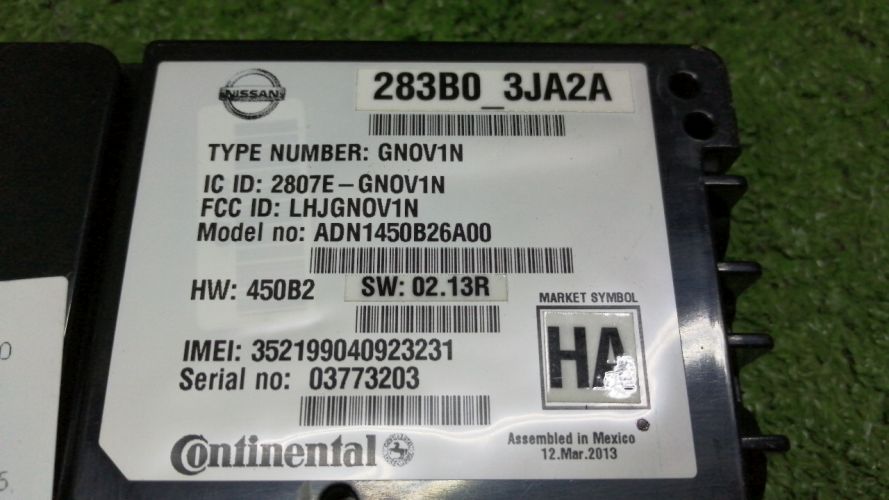 NISSAN
283B0_3JA2A
TYPE NUMBER: GNOV1N
IC ID: 2807E-GNOV1N
FCC ID: LHJGNOV1N
Model no: ADN1450B26A00
HW: 450B2 SW: 02.13R
MARKET SYMBOL
HA
IMEI: 352199040923231
Serial no: 03773203
Continental
Assembled in Mexico
12.Mar.2013